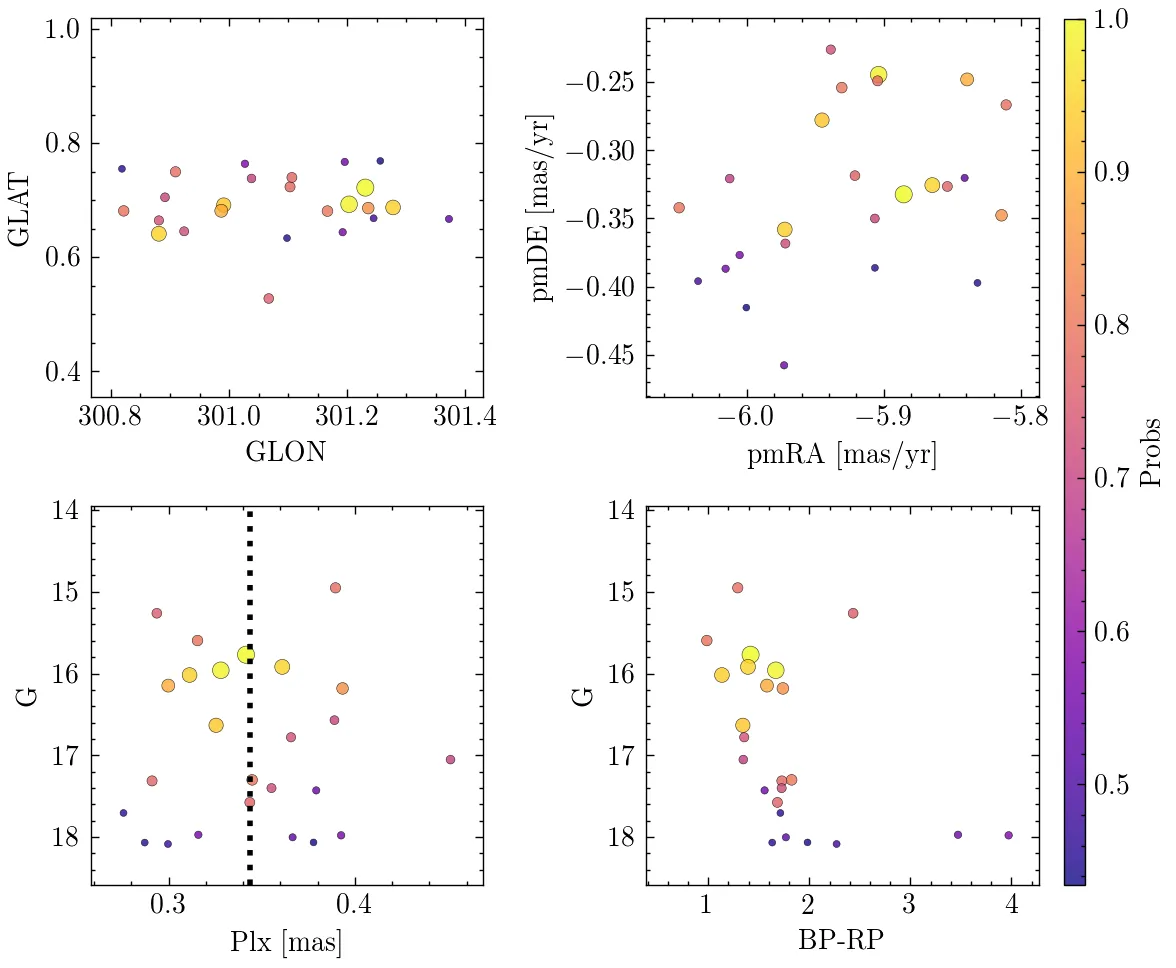 1.0
0.8
0.6
0.4
GLAT
300.8 301.0 301.2 301.4
GLON
−0.25
−0.30
−0.35
−0.40
−0.45
pmDE [mas/yr]
−6.0 −5.9 −5.8
pmRA [mas/yr]
14
15
16
17
18
G
0.3 0.4
Plx [mas]
14
15
16
17
18
G
1 2 3 4
BP-RP
1.0
0.9
0.8
0.7
0.6
0.5
Probs